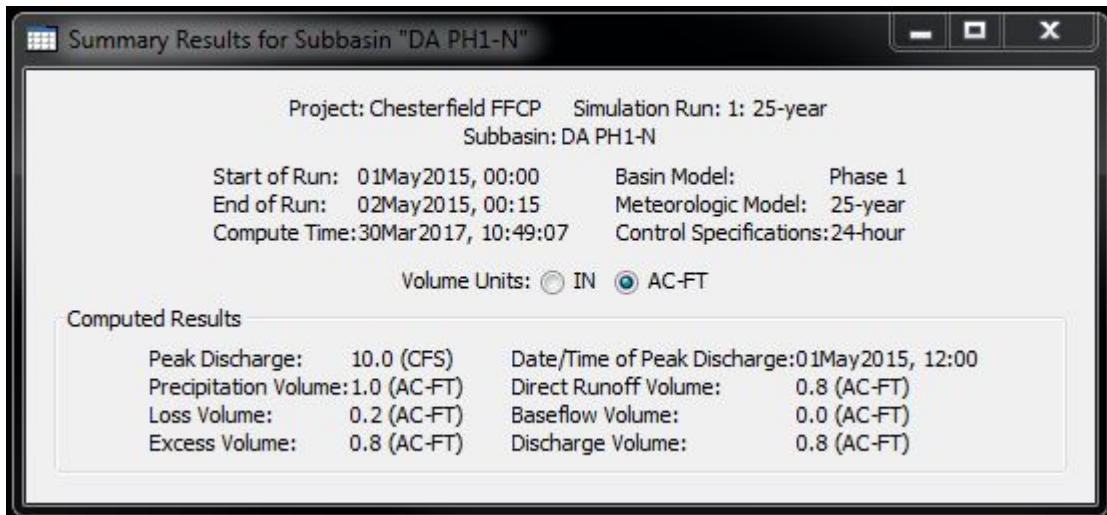 Summary Results for Subbasin "DA PH1-N"
Project: Chesterfield FFCP Simulation Run: 1: 25-year
Subbasin: DA PH1-N
Start of Run: 01May2015, 00:00 Basin Model: Phase 1
End of Run: 02May2015, 00:15 Meteorologic Model: 25-year
Compute Time:30Mar2017, 10:49:07 Control Specifications:24-hour
Volume Units: IN AC-FT
Computed Results
Peak Discharge: 10.0 (CFS) Date/Time of Peak Discharge:01May2015, 12:00
Precipitation Volume:1.0 (AC-FT) Direct Runoff Volume: 0.8 (AC-FT)
Loss Volume: 0.2 (AC-FT) Baseflow Volume: 0.0 (AC-FT)
Excess Volume: 0.8 (AC-FT) Discharge Volume: 0.8 (AC-FT)